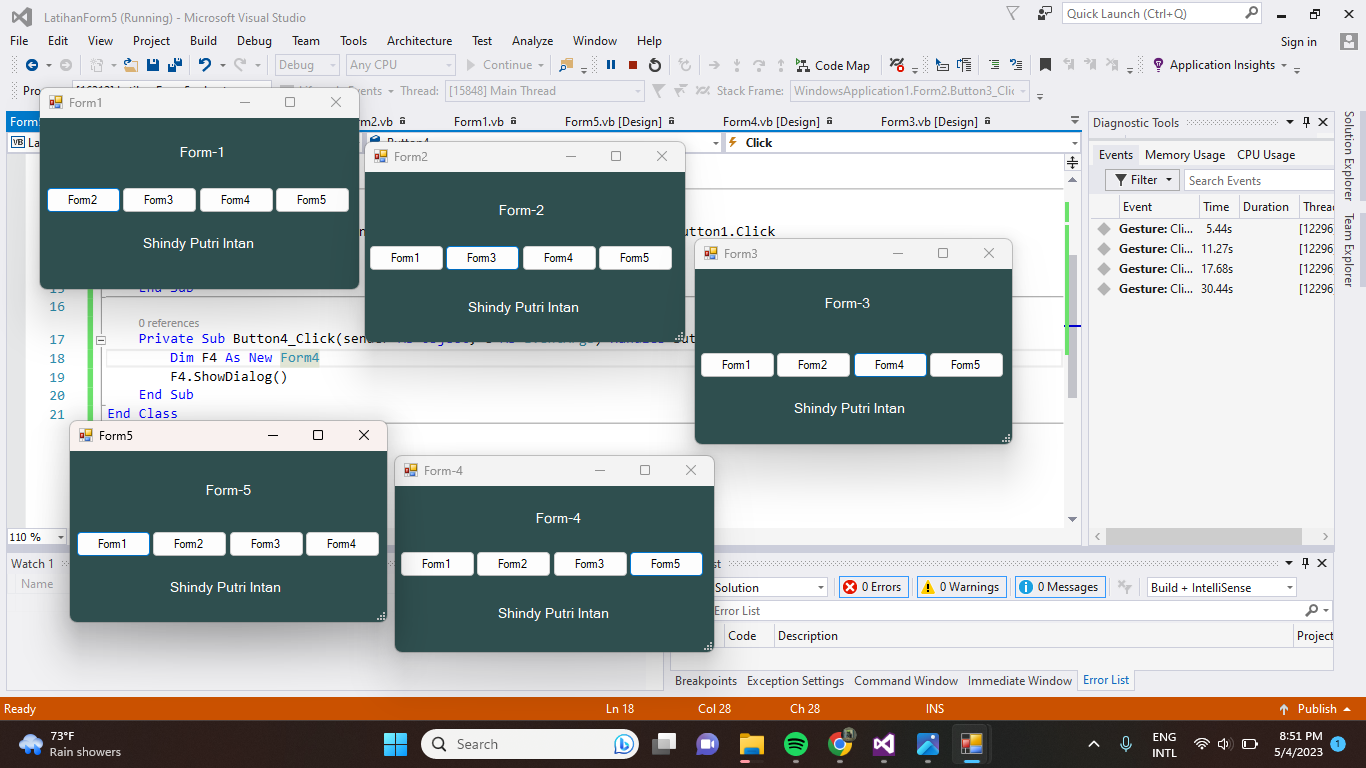 LatihanForm5 (Running) - Microsoft Visual Studio
Quick Launch (Ctrl+Q)
File Edit View Project Build Debug Team Tools Architecture Test Analyze Window Help
Sign in
Debug Any CPU Continue Code Map Application Insights
Thread: [15848] Main Thread Stack Frame: WindowsApplication1.Form2.Button3_Clic
Form1.vb Form5.vb [Design] Form4.vb [Design] Form3.vb [Design]
Click
Form1
Form-1
Form2 Form3 Form4 Form5
Shindy Putri Intan
Form2
Form-2
Form1 Form3 Form4 Form5
Shindy Putri Intan
Form3
Form-3
Form1 Form2 Form4 Form5
Shindy Putri Intan
utton1.Click
End Sub
16
0 references
17 Private Sub Button4_Click(sender
18 Dim F4 As New Form4
19 F4.ShowDialog()
20 End Sub
21 End Class
Form5
Form-5
Form1 Form2 Form3 Form4
Shindy Putri Intan
Form-4
Form-4
Form1 Form2 Form3 Form5
Shindy Putri Intan
110 %
Watch 1
Name
Diagnostic Tools
Events Memory Usage CPU Usage
Filter Search Events
Event Time Duration Threa
Gesture: Cli... 5.44s [12296
Gesture: Cli... 11.27s [12296
Gesture: Cli... 17.68s [12296
Gesture: Cli... 30.44s [12296
Solution Explorer
Team Explorer
Solution 0 Errors 0 Warnings 0 Messages Build + IntelliSense
Error List
Code Description Project
Breakpoints Exception Settings Command Window Immediate Window Error List
Ready Ln 18 Col 28 Ch 28 INS Publish
73°F
Rain showers
Search
ENG
INTL
8:51 PM
5/4/2023
1